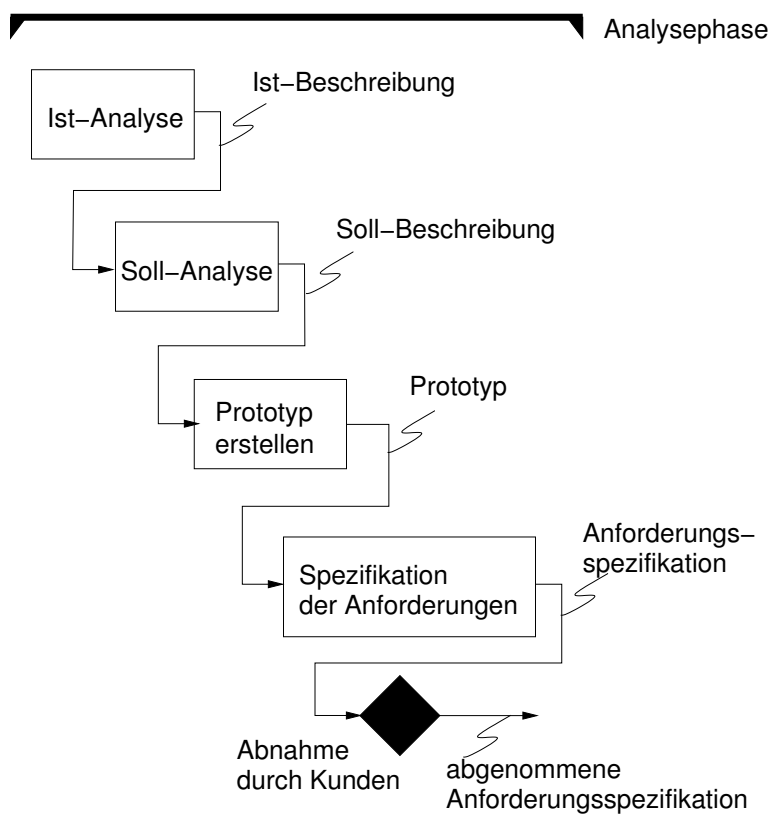 Analysephase
Ist–Beschreibung
Ist–Analyse
Soll–Beschreibung
Soll–Analyse
Prototyp
Prototyp
erstellen
Anforderungs–
spezifikation
Spezifikation
der Anforderungen
Abnahme
durch Kunden
abgenommene
Anforderungsspezifikation